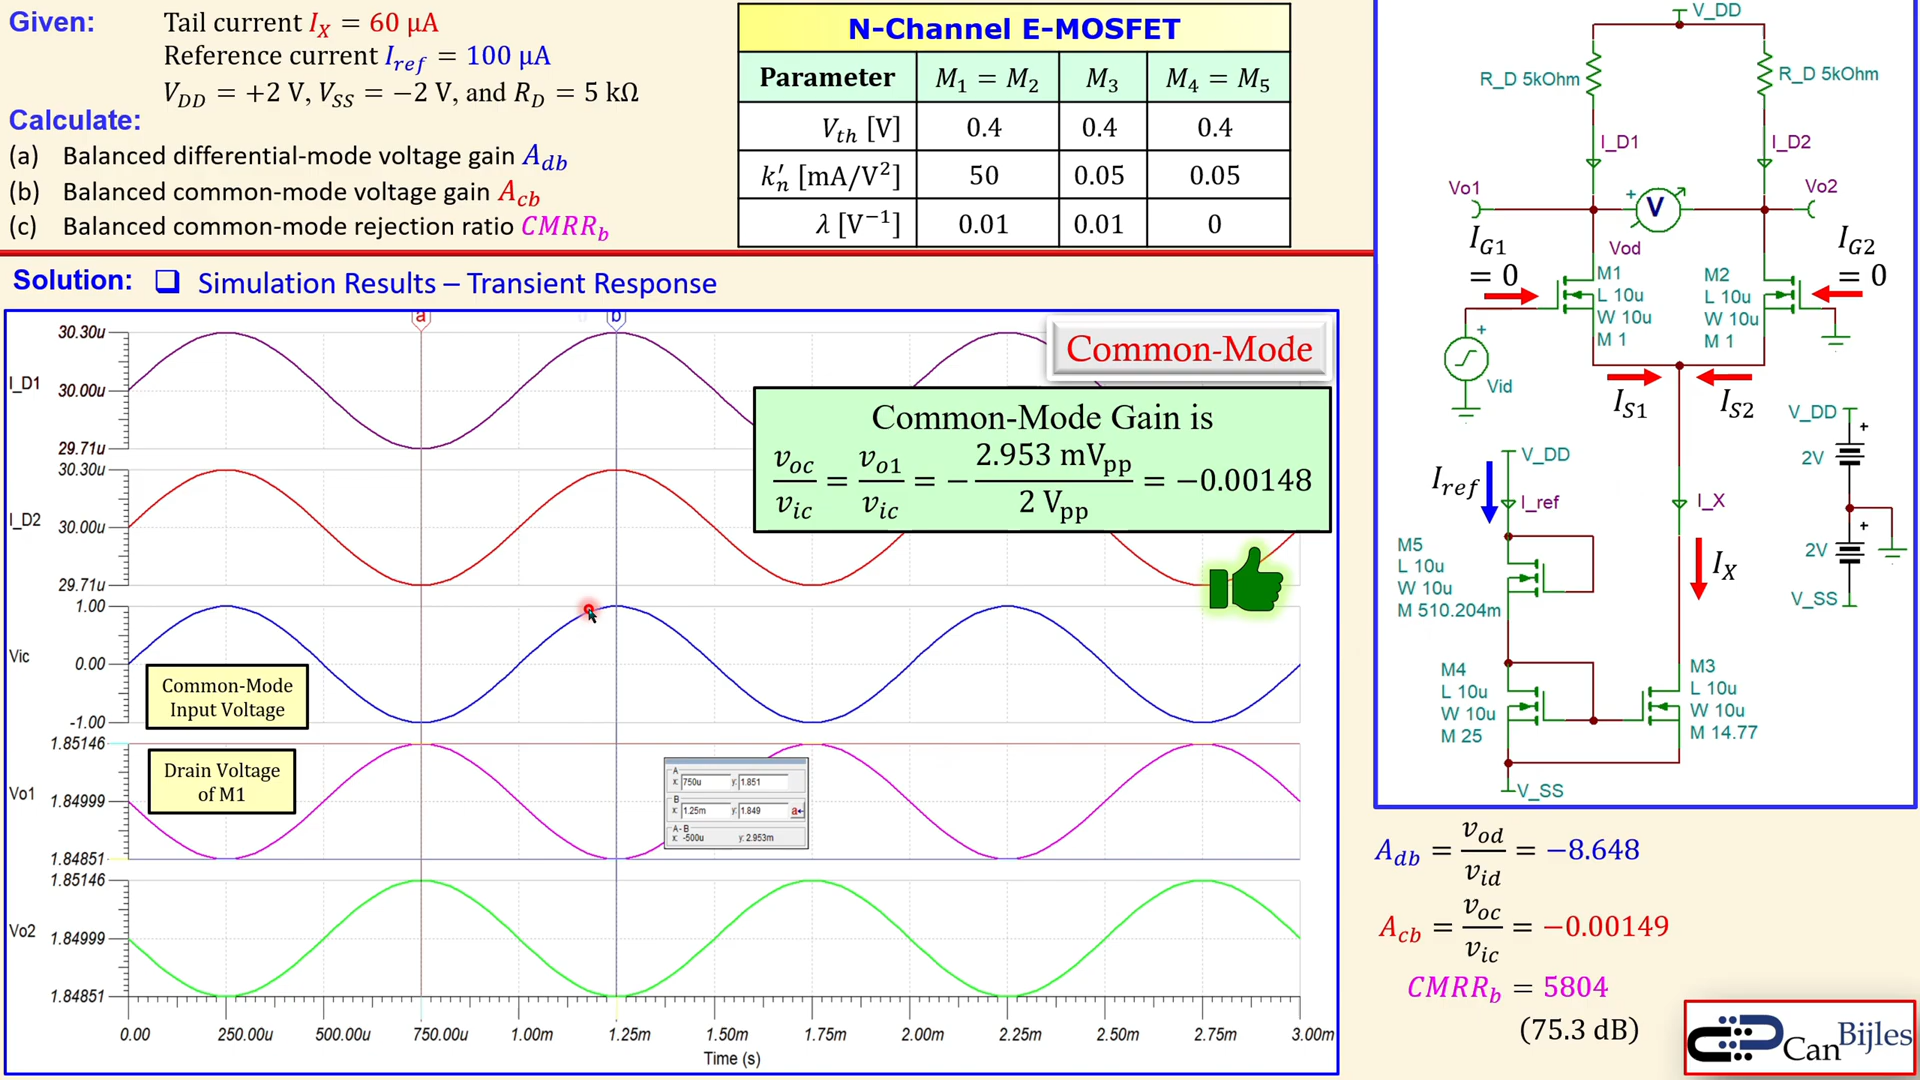 Given:
Tail current I_X = 60 µA
Reference current I_ref = 100 µA
V_DD = +2 V, V_SS = −2 V, and R_D = 5 kΩ
Calculate:
(a) Balanced differential-mode voltage gain A_db
(b) Balanced common-mode voltage gain A_cb
(c) Balanced common-mode rejection ratio CMRR_b
N-Channel E-MOSFET
Parameter M₁ = M₂ M₃ M₄ = M₅
V_th [V] 0.4 0.4 0.4
k′_n [mA/V²] 50 0.05 0.05
λ [V⁻¹] 0.01 0.01 0
Solution: ❑ Simulation Results – Transient Response
a
b
Common-Mode
Common-Mode Gain is
v_oc/v_ic = v_o1/v_ic = − 2.953 mV_pp / 2 V_pp = −0.00148
30.30u
I_D1
30.00u
29.71u
30.30u
I_D2
30.00u
29.71u
1.00
Vic
0.00
-1.00
Common-Mode
Input Voltage
1.85146
Vo1
1.84999
1.84851
Drain Voltage
of M1
A
x: 750u y: 1.851
B
x: 1.25m y: 1.849 a
A - B
x: -500u y: 2.953m
1.85146
Vo2
1.84999
1.84851
0.00 250.00u 500.00u 750.00u 1.00m 1.25m 1.50m 1.75m 2.00m 2.25m 2.50m 2.75m 3.00m
Time (s)
V_DD
R_D 5kOhm
R_D 5kOhm
I_D1
I_D2
Vo1
+
V
Vo2
Vod
I_G1
= 0
I_G2
= 0
M1
L 10u
W 10u
M 1
M2
L 10u
W 10u
M 1
+
Vid
I_S1
I_S2
V_DD
+
2V
+
2V
V_SS
V_DD
I_ref
I_ref
I_X
I_X
M5
L 10u
W 10u
M 510.204m
M4
L 10u
W 10u
M 25
M3
L 10u
W 10u
M 14.77
V_SS
A_db = v_od/v_id = −8.648
A_cb = v_oc/v_ic = −0.00149
CMRR_b = 5804
(75.3 dB)
CanBijles